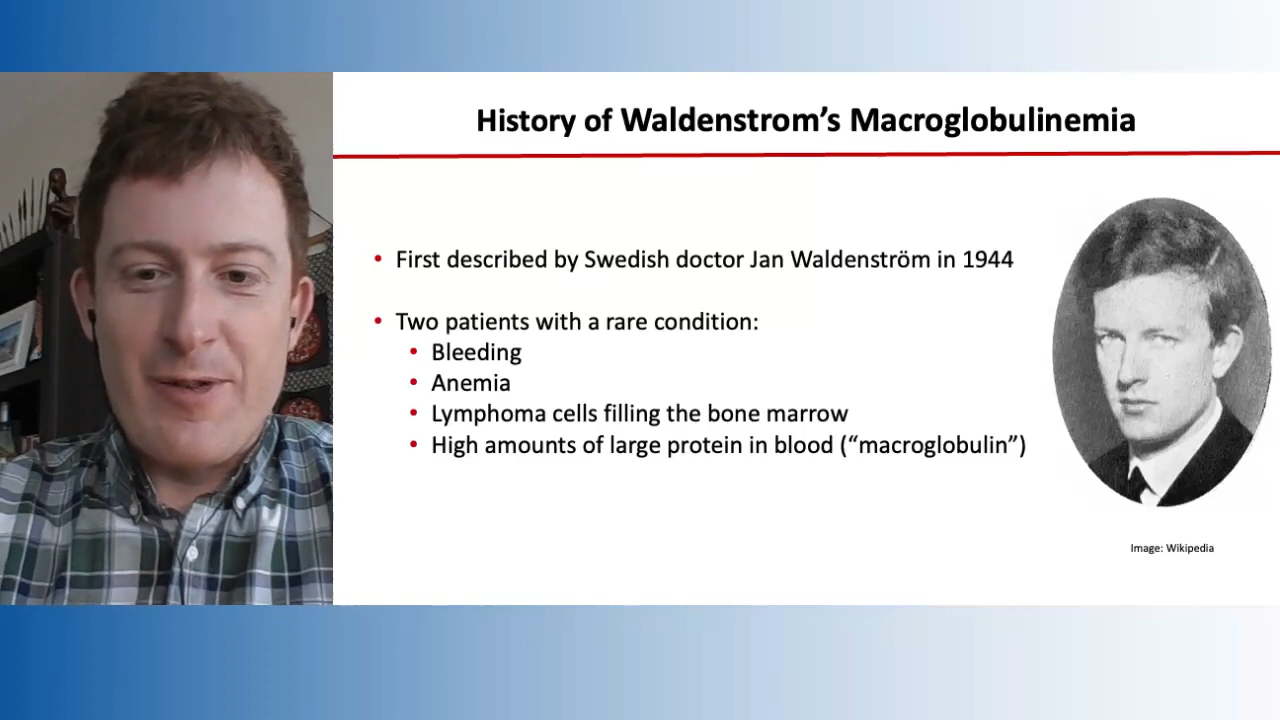 History of Waldenstrom’s Macroglobulinemia
• First described by Swedish doctor Jan Waldenström in 1944
• Two patients with a rare condition:
• Bleeding
• Anemia
• Lymphoma cells filling the bone marrow
• High amounts of large protein in blood (“macroglobulin”)
Image: Wikipedia